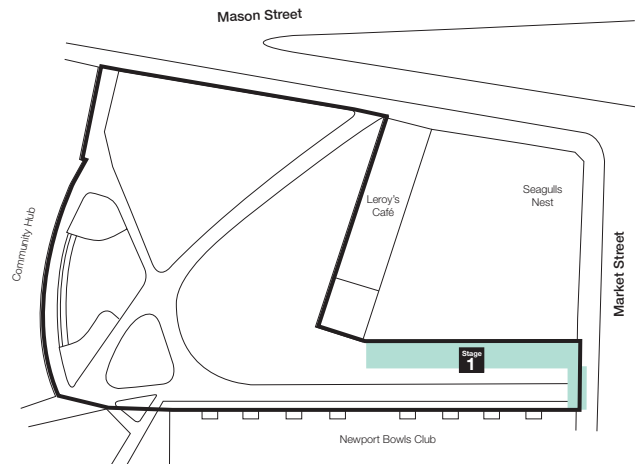 Mason Street
Leroy's
Café
Seagulls
Nest
Community Hub
Market Street
Stage
1
Newport Bowls Club